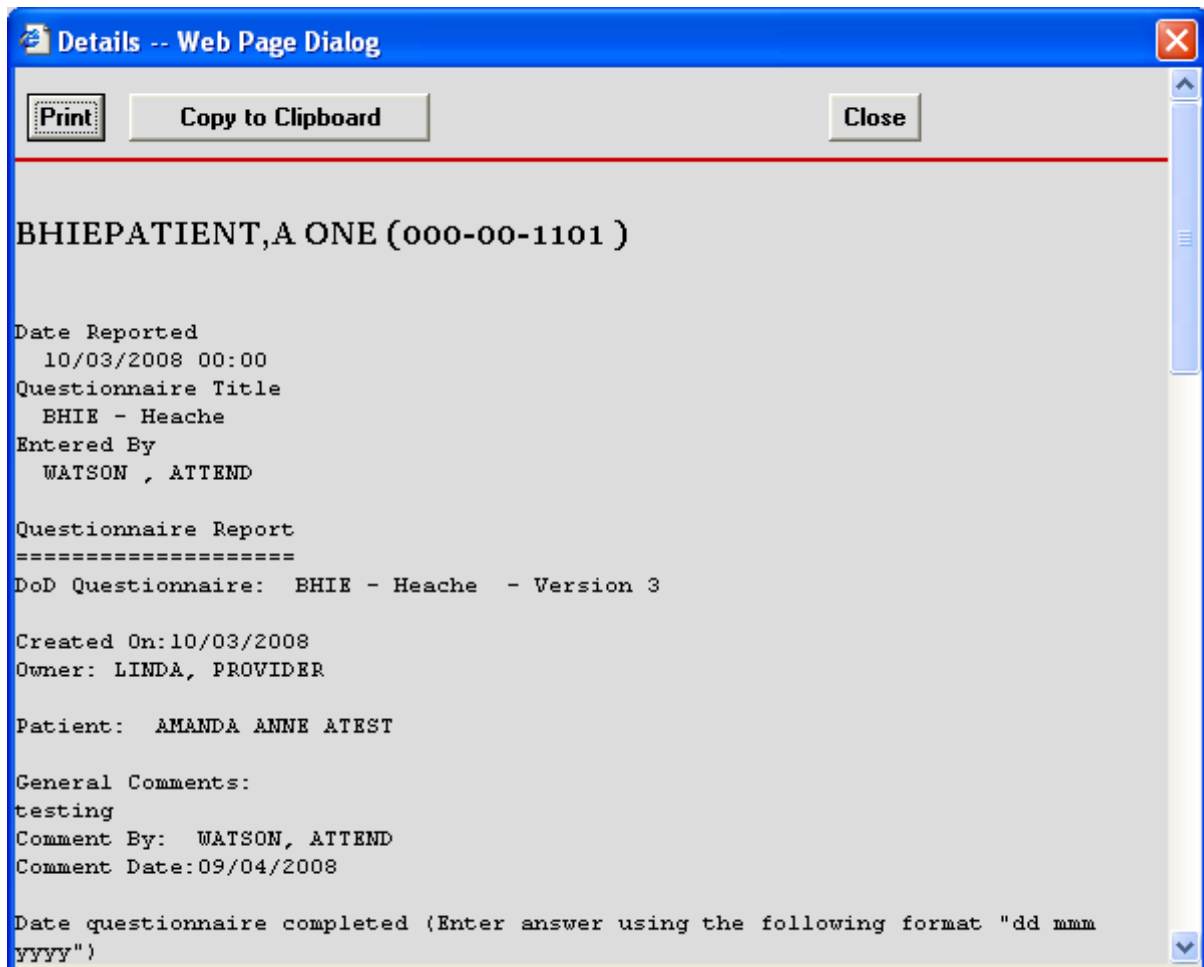 Details -- Web Page Dialog
Print Copy to Clipboard Close
BHIEPATIENT,A ONE (000-00-1101 )
Date Reported
10/03/2008 00:00
Questionnaire Title
BHIE - Heache
Entered By
WATSON , ATTEND
Questionnaire Report
====================
DoD Questionnaire:  BHIE - Heache  - Version 3
Created On:10/03/2008
Owner: LINDA, PROVIDER
Patient:  AMANDA ANNE ATEST
General Comments:
testing
Comment By:  WATSON, ATTEND
Comment Date:09/04/2008
Date questionnaire completed (Enter answer using the following format "dd mmm
yyyy")